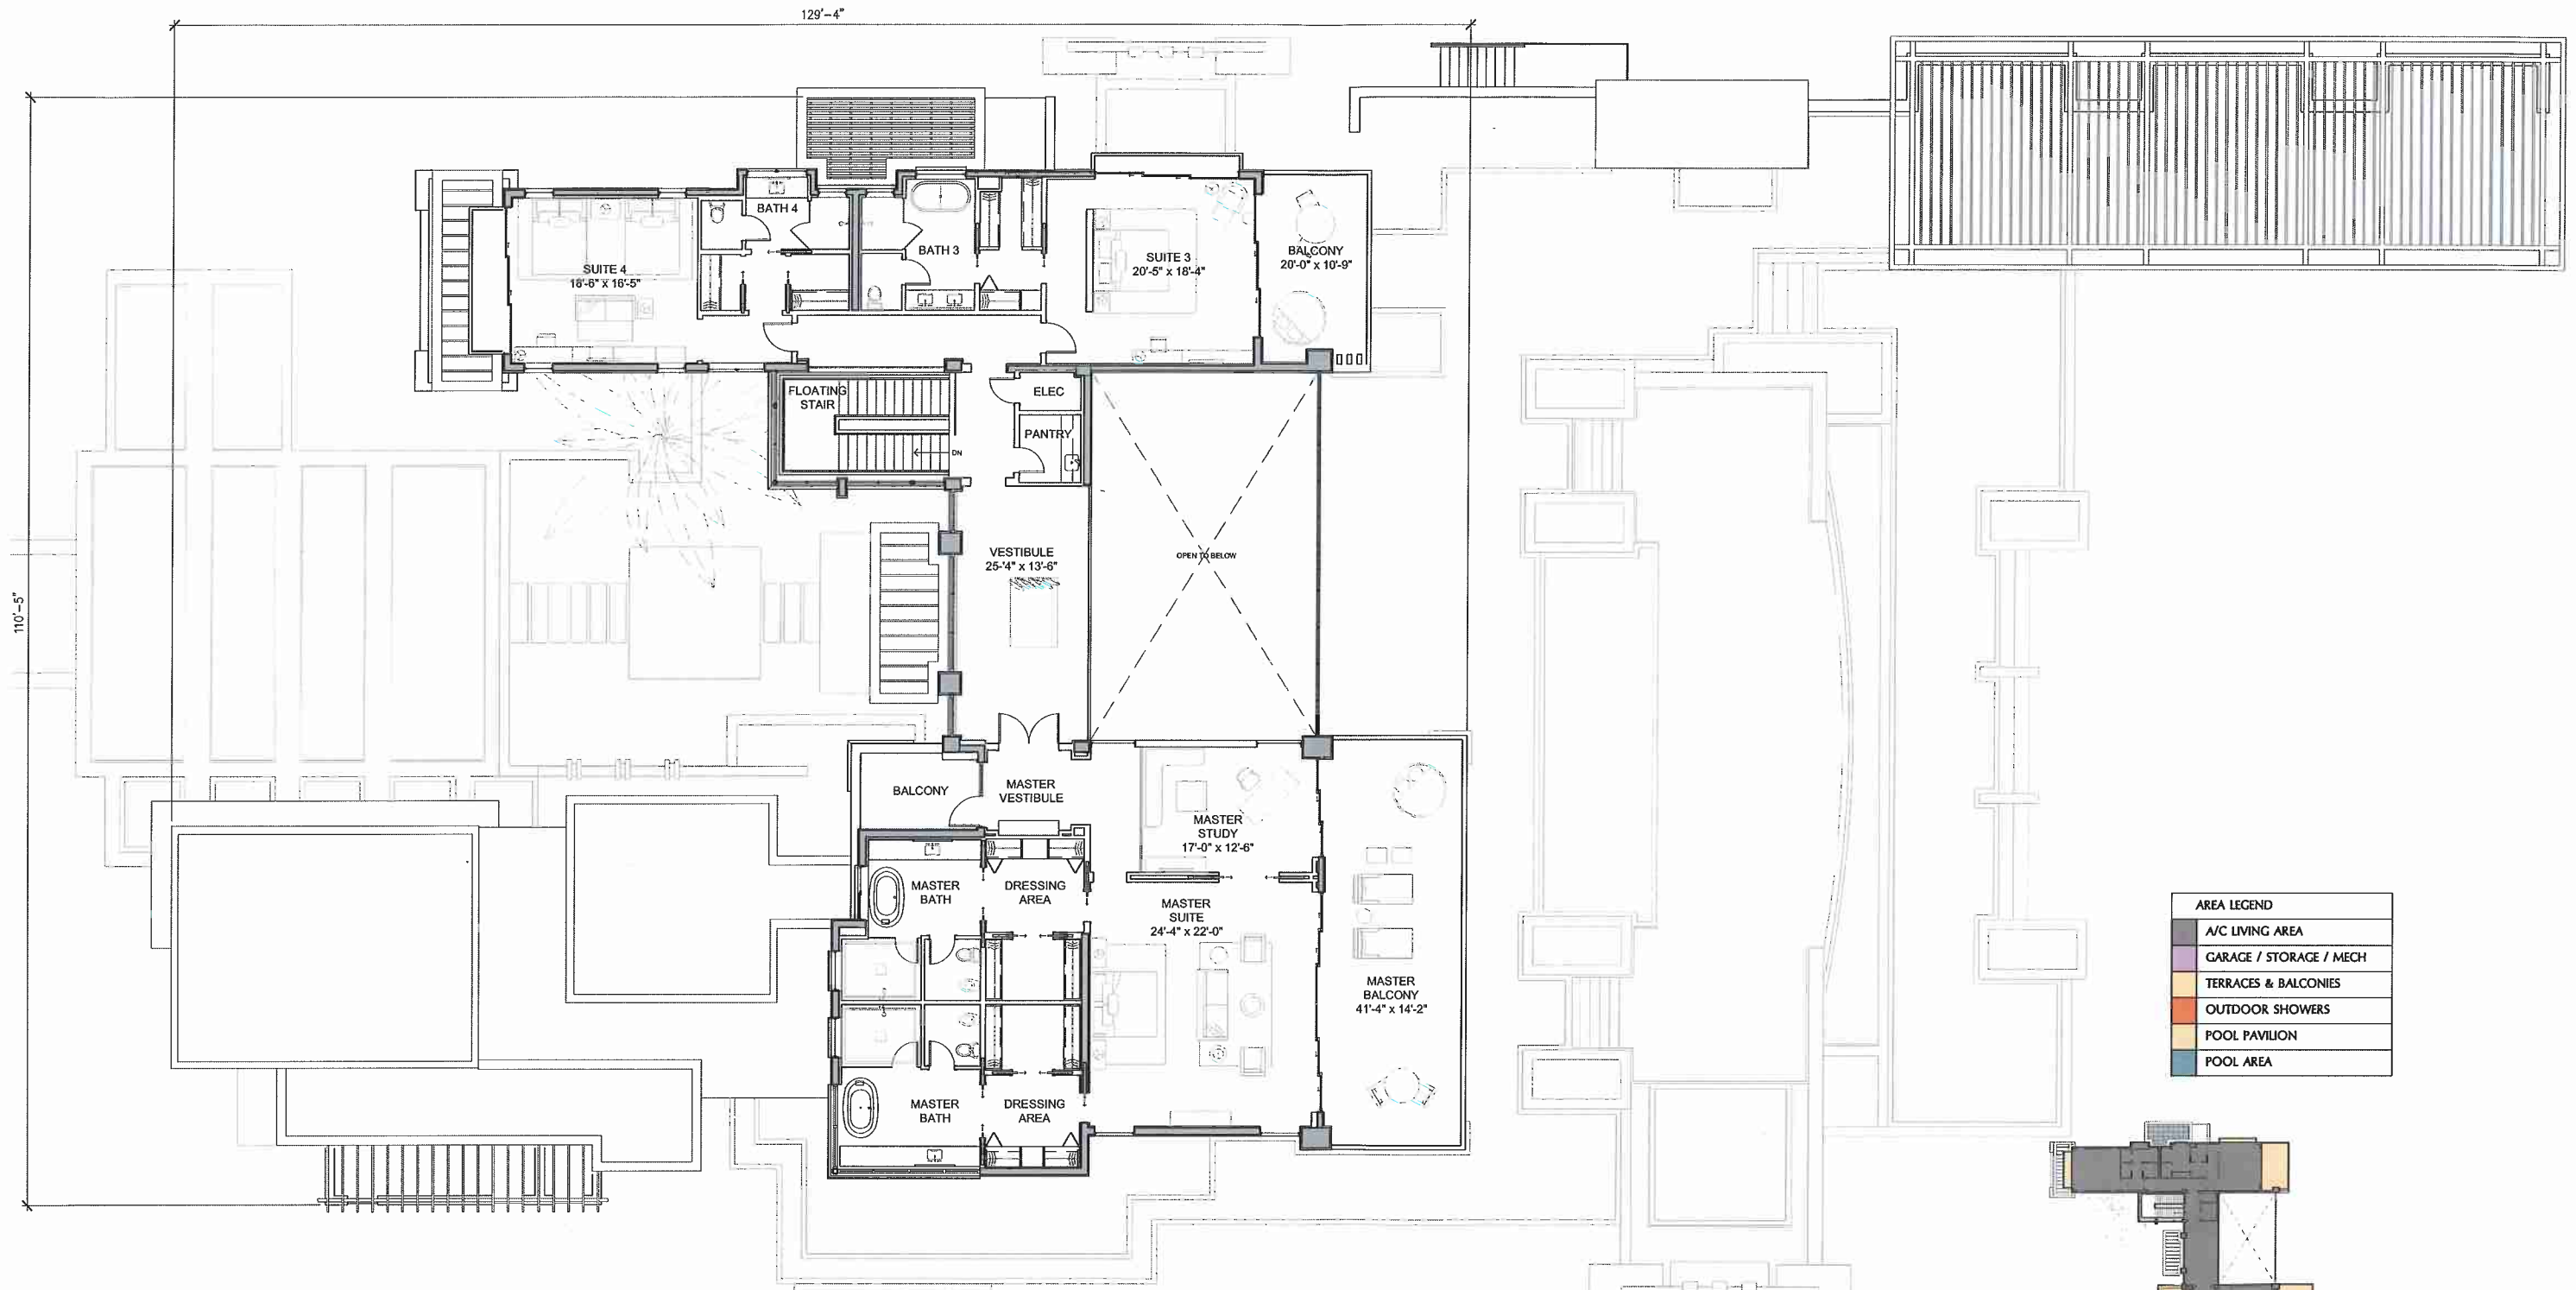 129'-4"
110'-5"
BATH 4
BATH 3
SUITE 4
18'-6" x 16'-5"
SUITE 3
20'-5" x 18'-4"
BALCONY
20'-0" x 10'-9"
FLOATING
STAIR
DN
ELEC
PANTRY
VESTIBULE
25-'4" x 13'-6"
OPEN TO BELOW
BALCONY
MASTER
VESTIBULE
MASTER
STUDY
17'-0" x 12'-6"
MASTER
BATH
DRESSING
AREA
MASTER
SUITE
24'-4" x 22'-0"
MASTER
BALCONY
41'-4" x 14'-2"
MASTER
BATH
DRESSING
AREA
AREA LEGEND
A/C LIVING AREA
GARAGE / STORAGE / MECH
TERRACES & BALCONIES
OUTDOOR SHOWERS
POOL PAVILION
POOL AREA